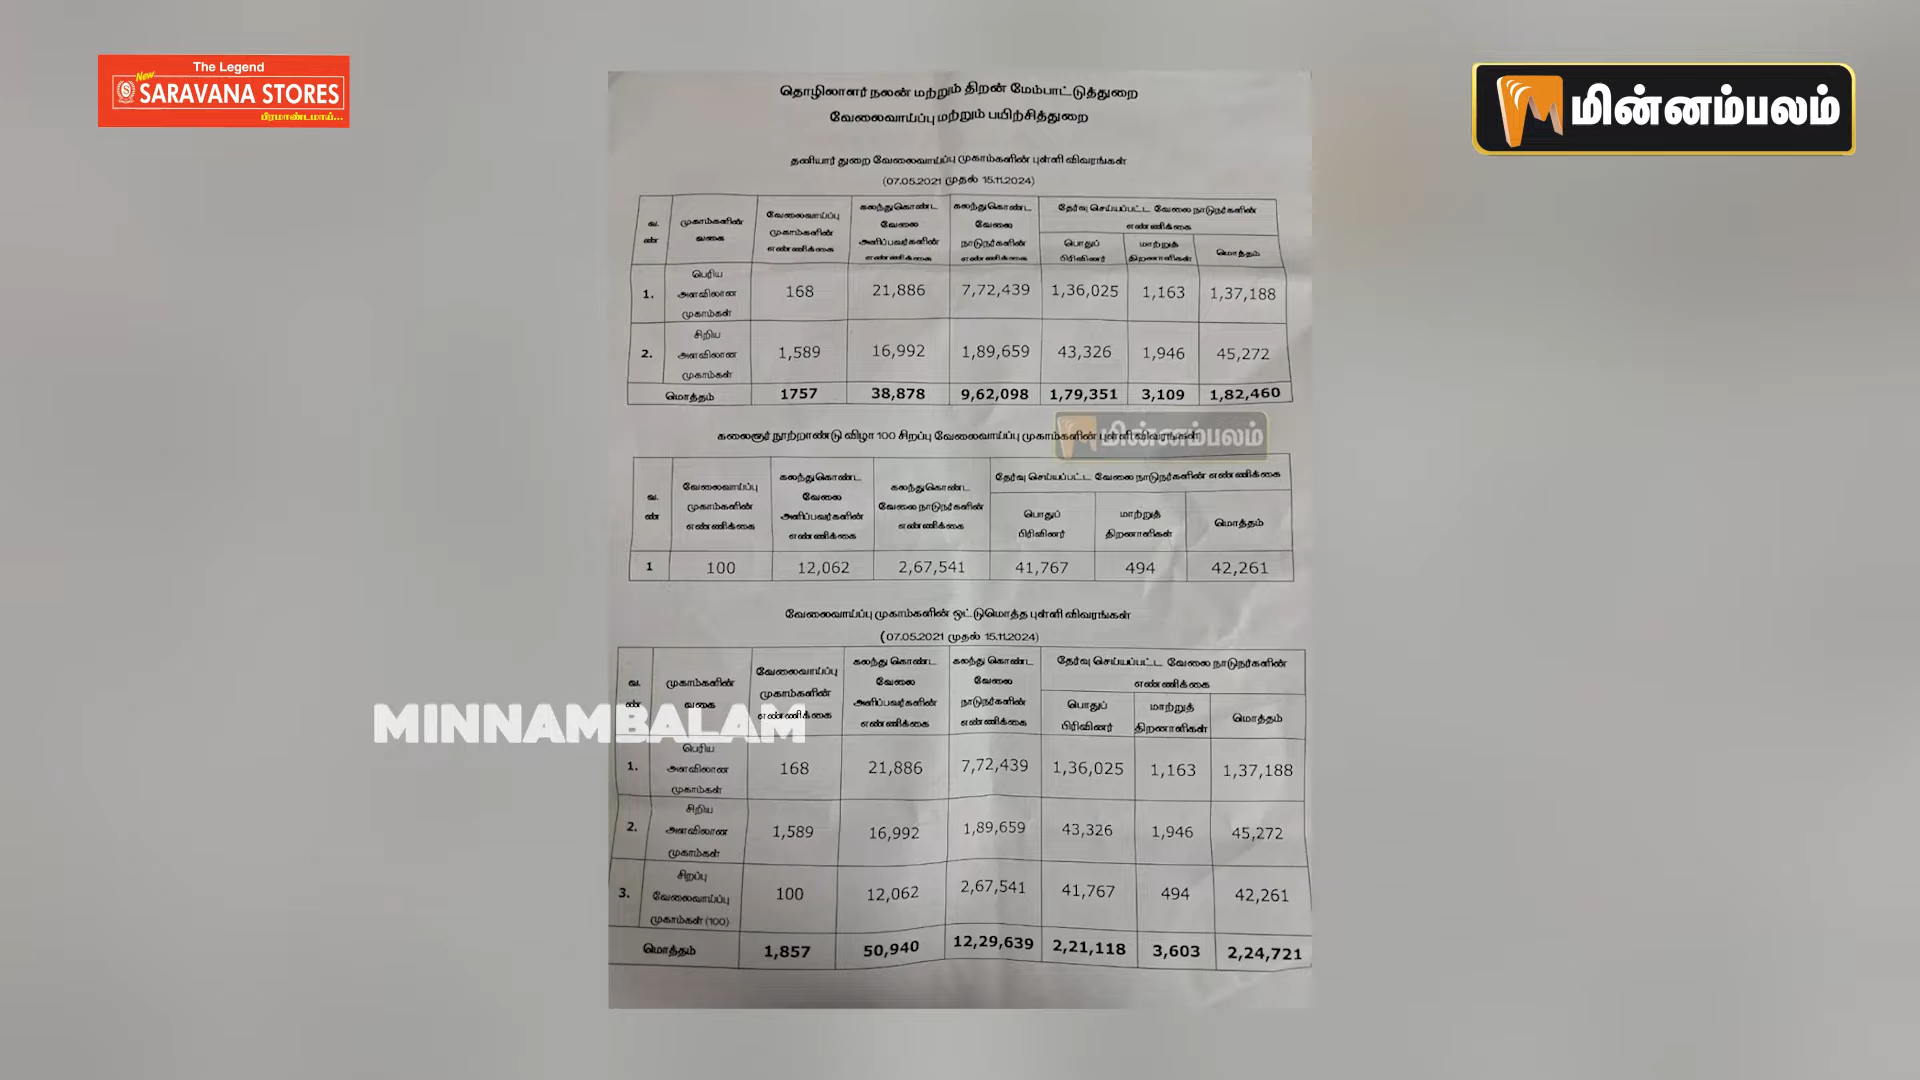 The Legend
New
SARAVANA STORES
பிரமாண்டமாய்...
மின்னம்பலம்
தொழிலாளர் நலன் மற்றும் திறன் மேம்பாட்டுத்துறை
வேலைவாய்ப்பு மற்றும் பயிற்சித்துறை
தனியார் துறை வேலைவாய்ப்பு முகாம்களின் புள்ளி விவரங்கள்
(07.05.2021 முதல் 15.11.2024)
வ. ண் முகாம்களின் வகை வேலைவாய்ப்பு முகாம்களின் எண்ணிக்கை கலந்துகொண்ட வேலை அளிப்பவர்களின் எண்ணிக்கை கலந்துகொண்ட வேலை நாடுநர்களின் எண்ணிக்கை தேர்வு செய்யப்பட்ட வேலை நாடுநர்களின் எண்ணிக்கை
பொதுப் பிரிவினர் மாற்றுத் திறனாளிகள் மொத்தம்
1. பெரிய அளவிலான முகாம்கள் 168 21,886 7,72,439 1,36,025 1,163 1,37,188
2. சிறிய அளவிலான முகாம்கள் 1,589 16,992 1,89,659 43,326 1,946 45,272
மொத்தம் 1757 38,878 9,62,098 1,79,351 3,109 1,82,460
மின்னம்பலம்
கலைஞர் நூற்றாண்டு விழா 100 சிறப்பு வேலைவாய்ப்பு முகாம்களின் புள்ளி விவரங்கள்
வ. ண் வேலைவாய்ப்பு முகாம்களின் எண்ணிக்கை கலந்துகொண்ட வேலை அளிப்பவர்களின் எண்ணிக்கை கலந்துகொண்ட வேலை நாடுநர்களின் எண்ணிக்கை தேர்வு செய்யப்பட்ட வேலை நாடுநர்களின் எண்ணிக்கை
பொதுப் பிரிவினர் மாற்றுத் திறனாளிகள் மொத்தம்
1 100 12,062 2,67,541 41,767 494 42,261
வேலைவாய்ப்பு முகாம்களின் ஒட்டுமொத்த புள்ளி விவரங்கள்
(07.05.2021 முதல் 15.11.2024)
வ. ண் முகாம்களின் வகை வேலைவாய்ப்பு முகாம்களின் எண்ணிக்கை கலந்து கொண்ட வேலை அளிப்பவர்களின் எண்ணிக்கை கலந்து கொண்ட வேலை நாடுநர்களின் எண்ணிக்கை தேர்வு செய்யப்பட்ட வேலை நாடுநர்களின் எண்ணிக்கை
பொதுப் பிரிவினர் மாற்றுத் திறனாளிகள் மொத்தம்
MINNAMBALAM
1. பெரிய அளவிலான முகாம்கள் 168 21,886 7,72,439 1,36,025 1,163 1,37,188
2. சிறிய அளவிலான முகாம்கள் 1,589 16,992 1,89,659 43,326 1,946 45,272
3. சிறப்பு வேலைவாய்ப்பு முகாம்கள் (100) 100 12,062 2,67,541 41,767 494 42,261
மொத்தம் 1,857 50,940 12,29,639 2,21,118 3,603 2,24,721